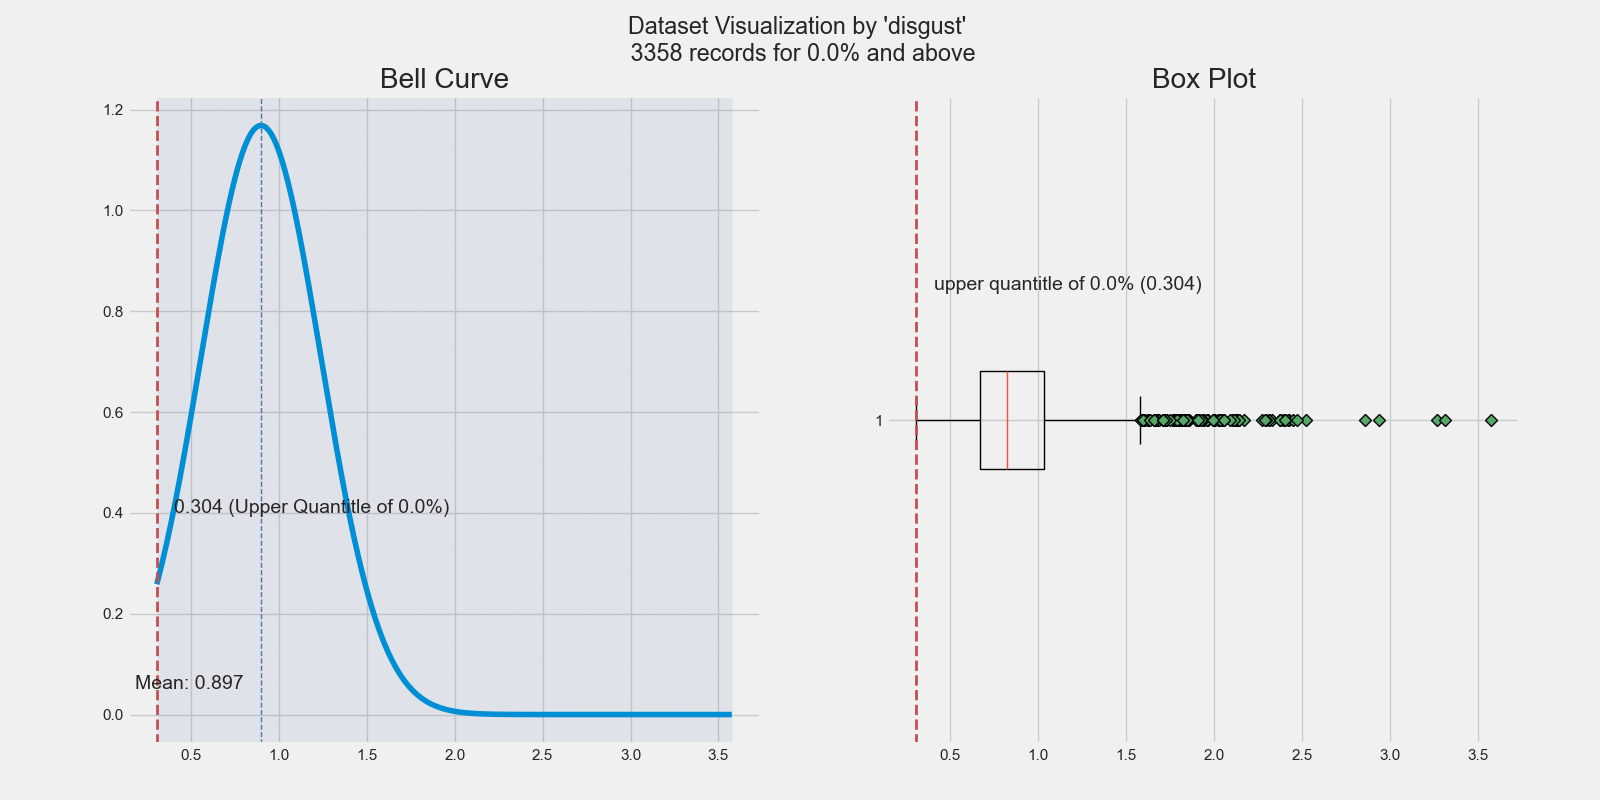 Dataset Visualization by 'disgust'
3358 records for 0.0% and above
Bell Curve
1.2
1.0
0.8
0.6
0.4
0.2
0.0
0.304 (Upper Quantitle of 0.0%)
Mean: 0.897
0.5 1.0 1.5 2.0 2.5 3.0 3.5
Box Plot
upper quantitle of 0.0% (0.304)
1
0.5 1.0 1.5 2.0 2.5 3.0 3.5